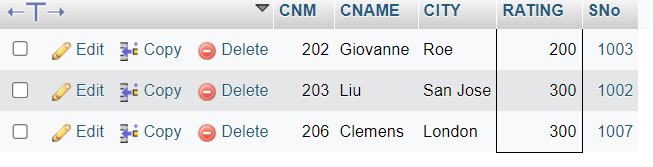 CNM CNAME CITY RATING SNo
Edit Copy Delete 202 Giovanne Roe 200 1003
Edit Copy Delete 203 Liu San Jose 300 1002
Edit Copy Delete 206 Clemens London 300 1007